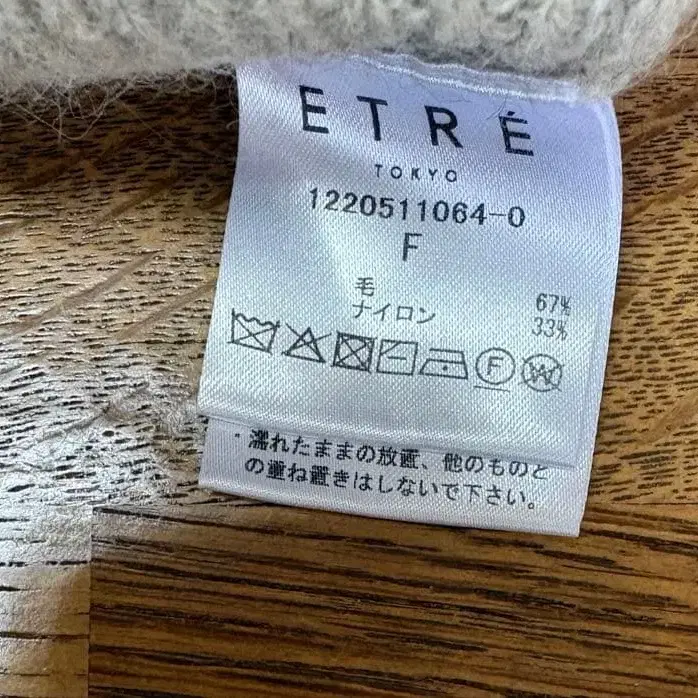 ETRÉ
TOKYO
1220511064-0
F
毛 67%
ナイロン 33%
F
W
・濡れたままの放置、他のものと
の重ね置きはしないで下さい。